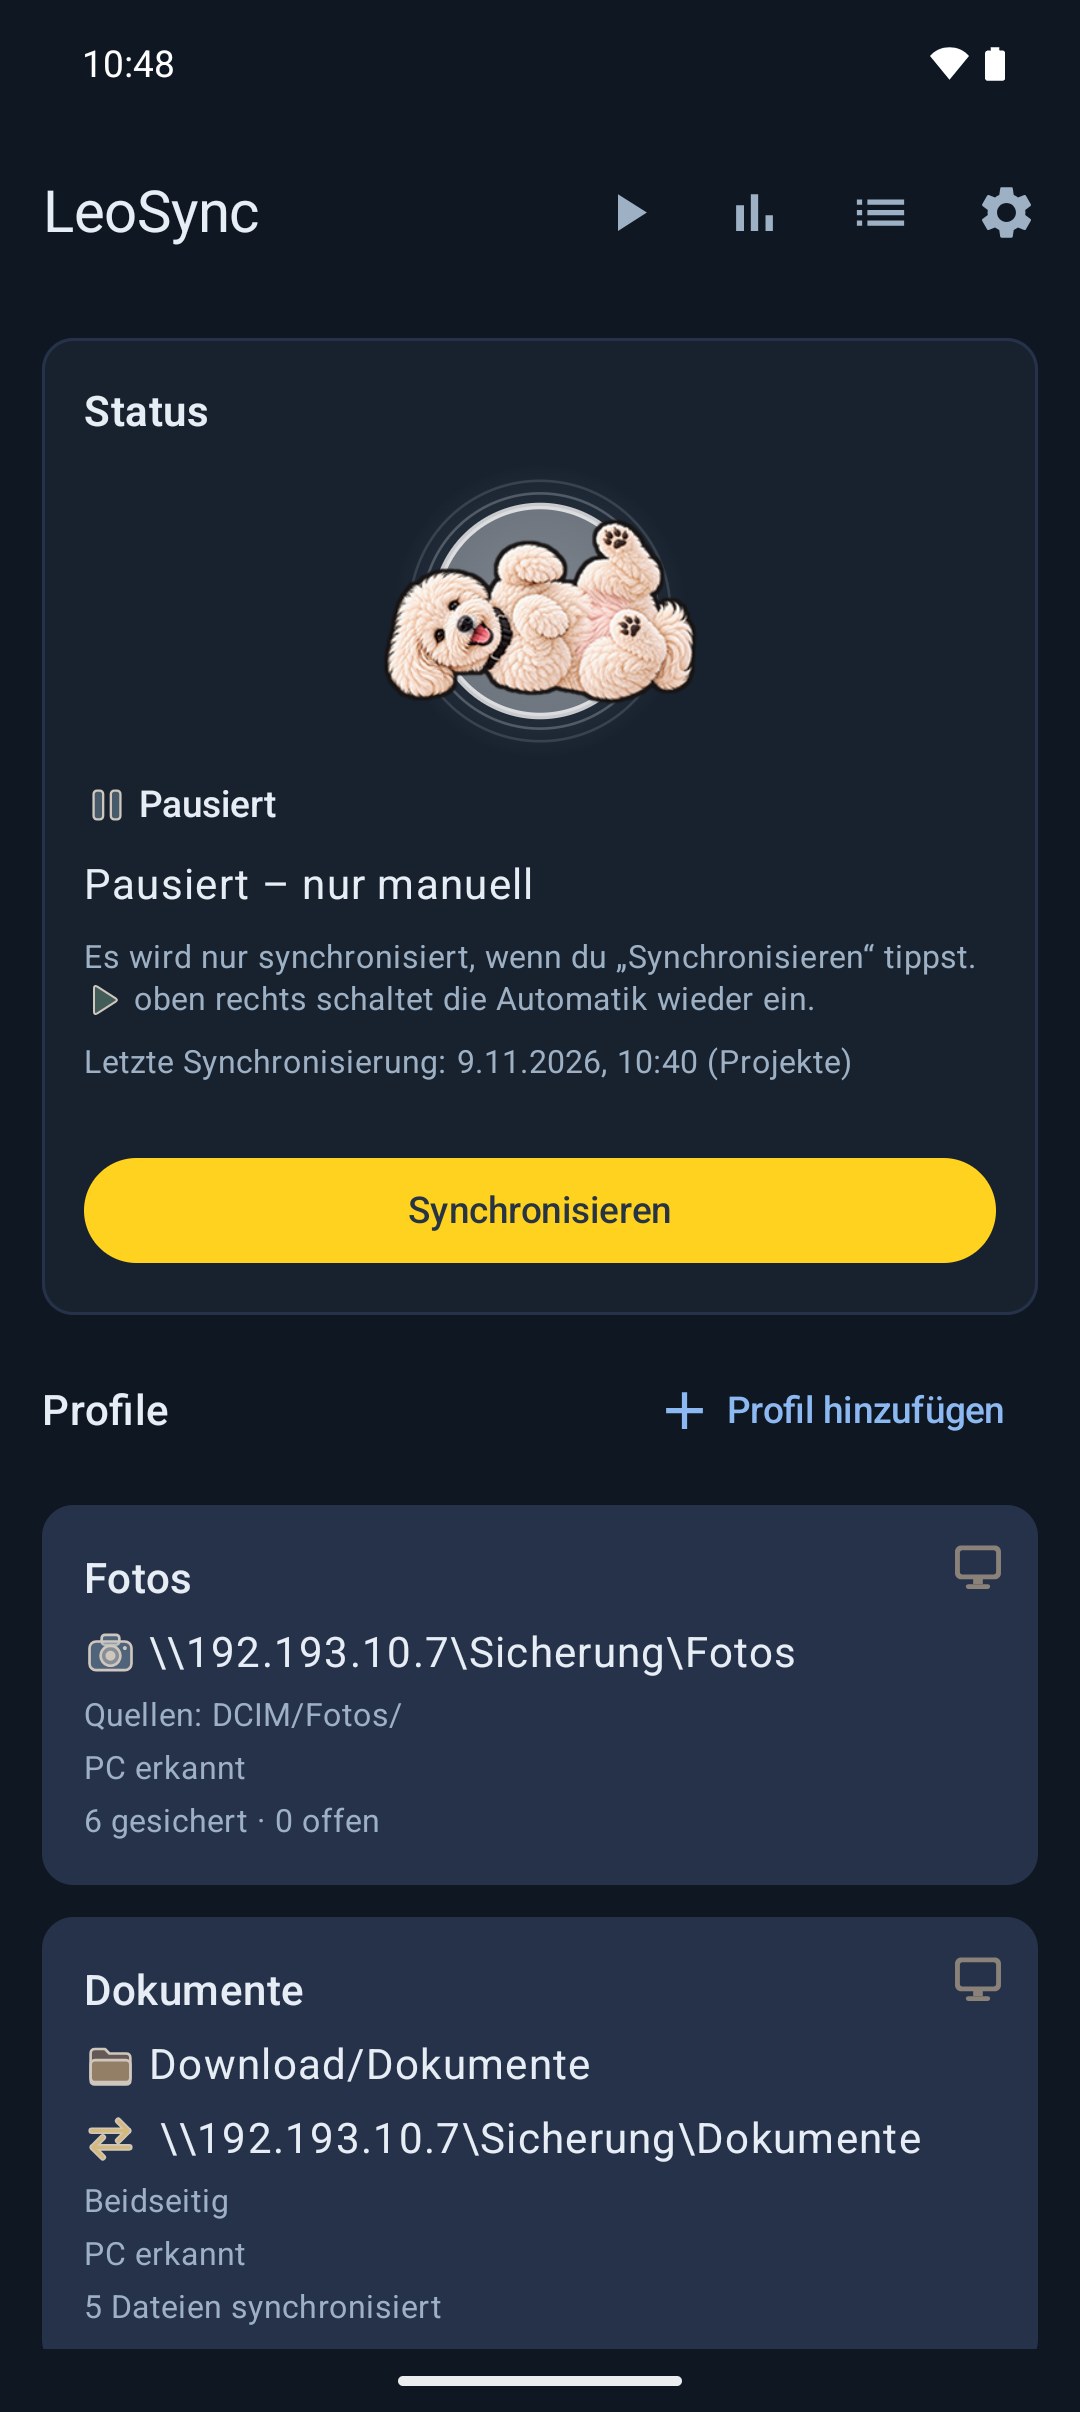 10:48
LeoSync
Status
Pausiert
Pausiert – nur manuell
Es wird nur synchronisiert, wenn du „Synchronisieren“ tippst.
oben rechts schaltet die Automatik wieder ein.
Letzte Synchronisierung: 9.11.2026, 10:40 (Projekte)
Synchronisieren
Profile
Profil hinzufügen
Fotos
\\192.193.10.7\Sicherung\Fotos
Quellen: DCIM/Fotos/
PC erkannt
6 gesichert · 0 offen
Dokumente
Download/Dokumente
\\192.193.10.7\Sicherung\Dokumente
Beidseitig
PC erkannt
5 Dateien synchronisiert